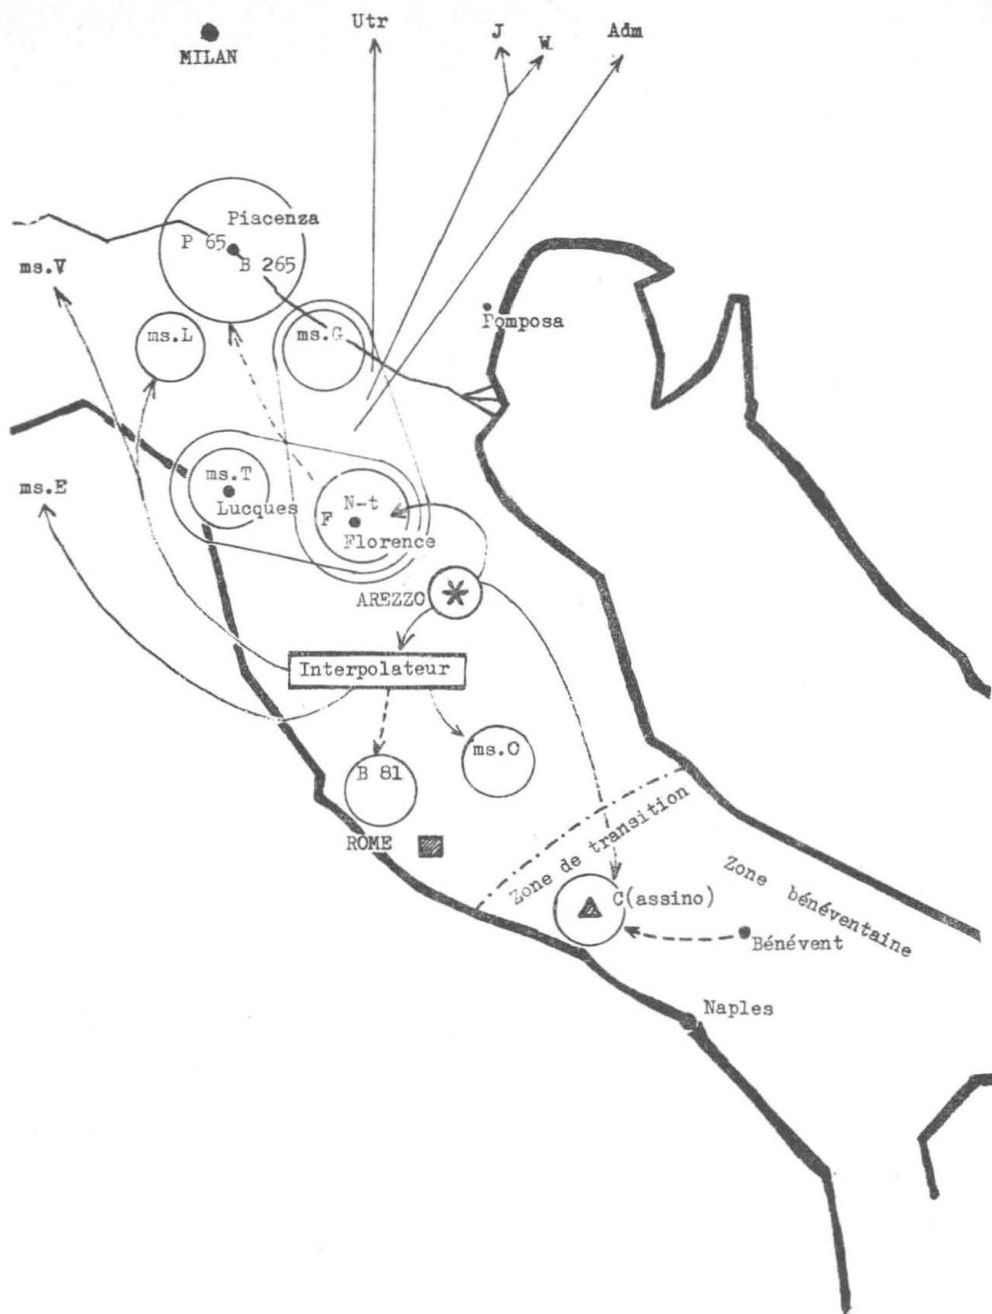 Utr
J
W
Adm
MILAN
Piacenza
P 65
B 265
ms.V
ms.L
ms.G
Pomposa
ms.T
Lucques
ms.E
N-t
F
Florence
AREZZO
Interpolateur
ms.O
B 81
ROME
Zone de transition
Zone bénéventaine
C(assino)
Bénévent
Naples